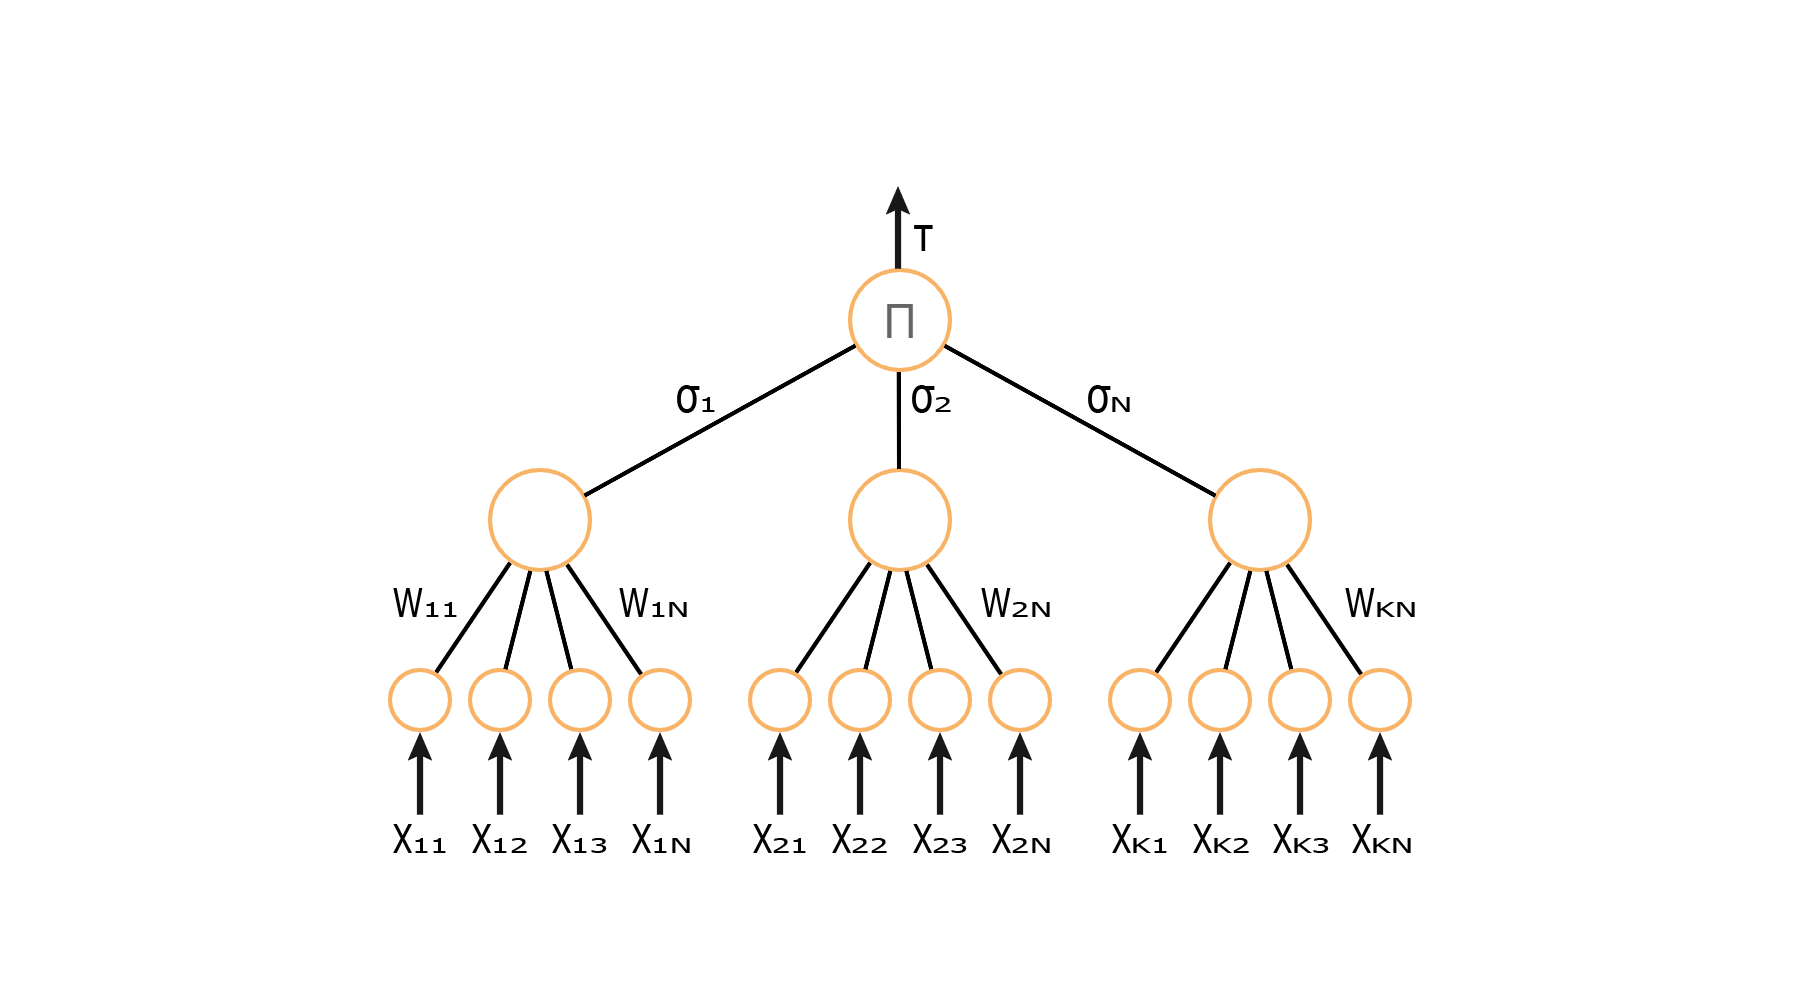 T
Π
σ₁ σ₂ σN
W₁₁ W₁N W₂N WKN
X₁₁ X₁₂ X₁₃ X₁N X₂₁ X₂₂ X₂₃ X₂N XK₁ XK₂ XK₃ XKN